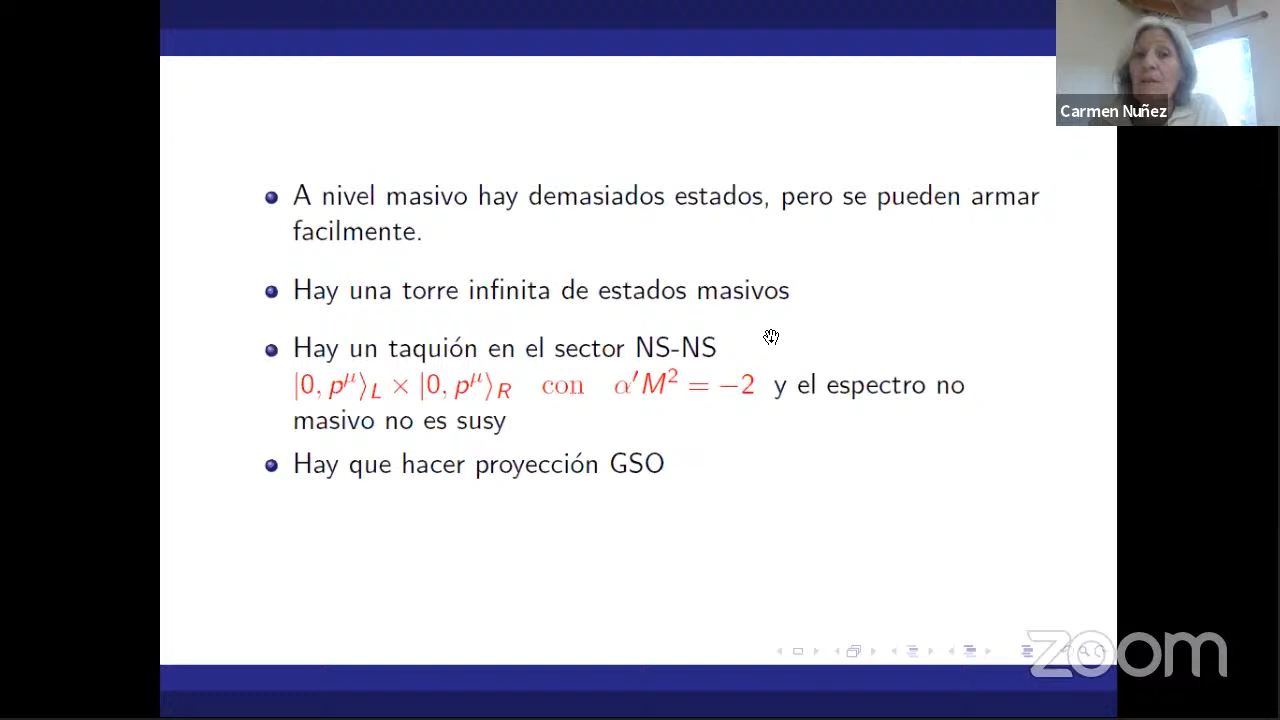 Carmen Nuñez
A nivel masivo hay demasiados estados, pero se pueden armar
facilmente.
Hay una torre infinita de estados masivos
Hay un taquión en el sector NS-NS
|0, p^μ⟩_L × |0, p^μ⟩_R con α′M² = −2 y el espectro no
masivo no es susy
Hay que hacer proyección GSO
zoom